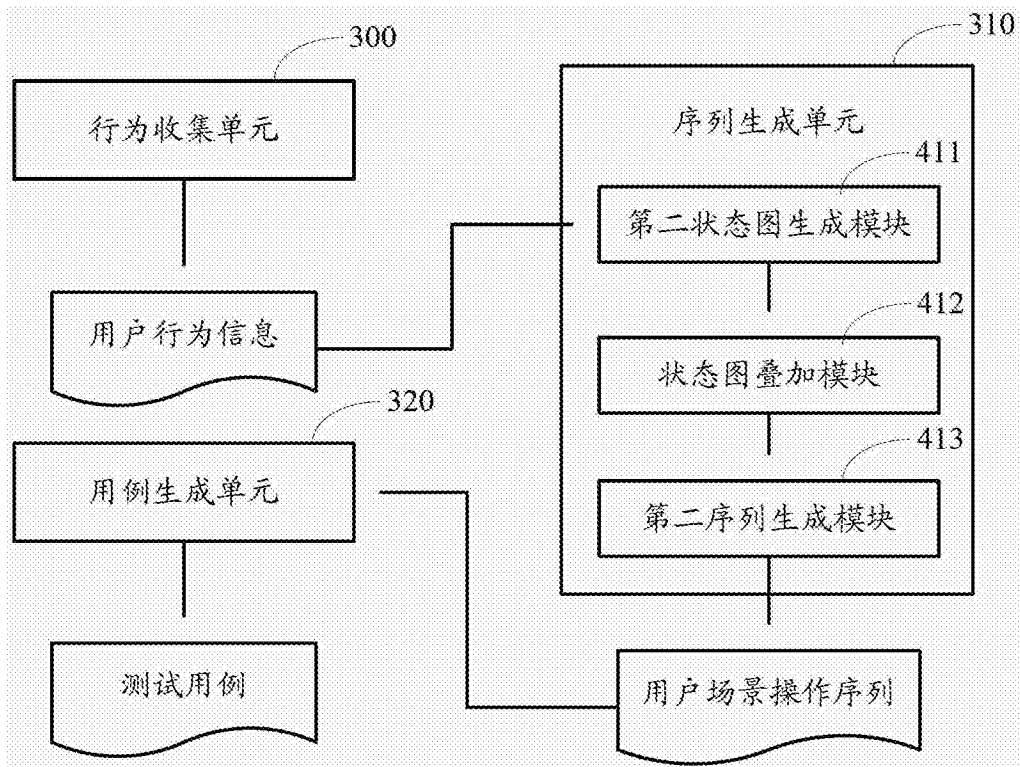 300
行为收集单元
用户行为信息
310
序列生成单元
411
第二状态图生成模块
412
状态图叠加模块
413
第二序列生成模块
用户场景操作序列
320
用例生成单元
测试用例